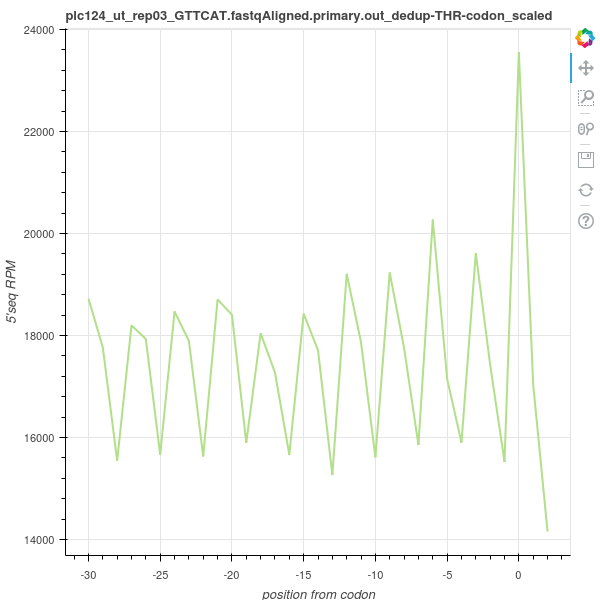 plc124_ut_rep03_GTTCAT.fastqAligned.primary.out_dedup-THR-codon_scaled
24000
22000
20000
18000
16000
14000
5'seq RPM
-30 -25 -20 -15 -10 -5 0
position from codon